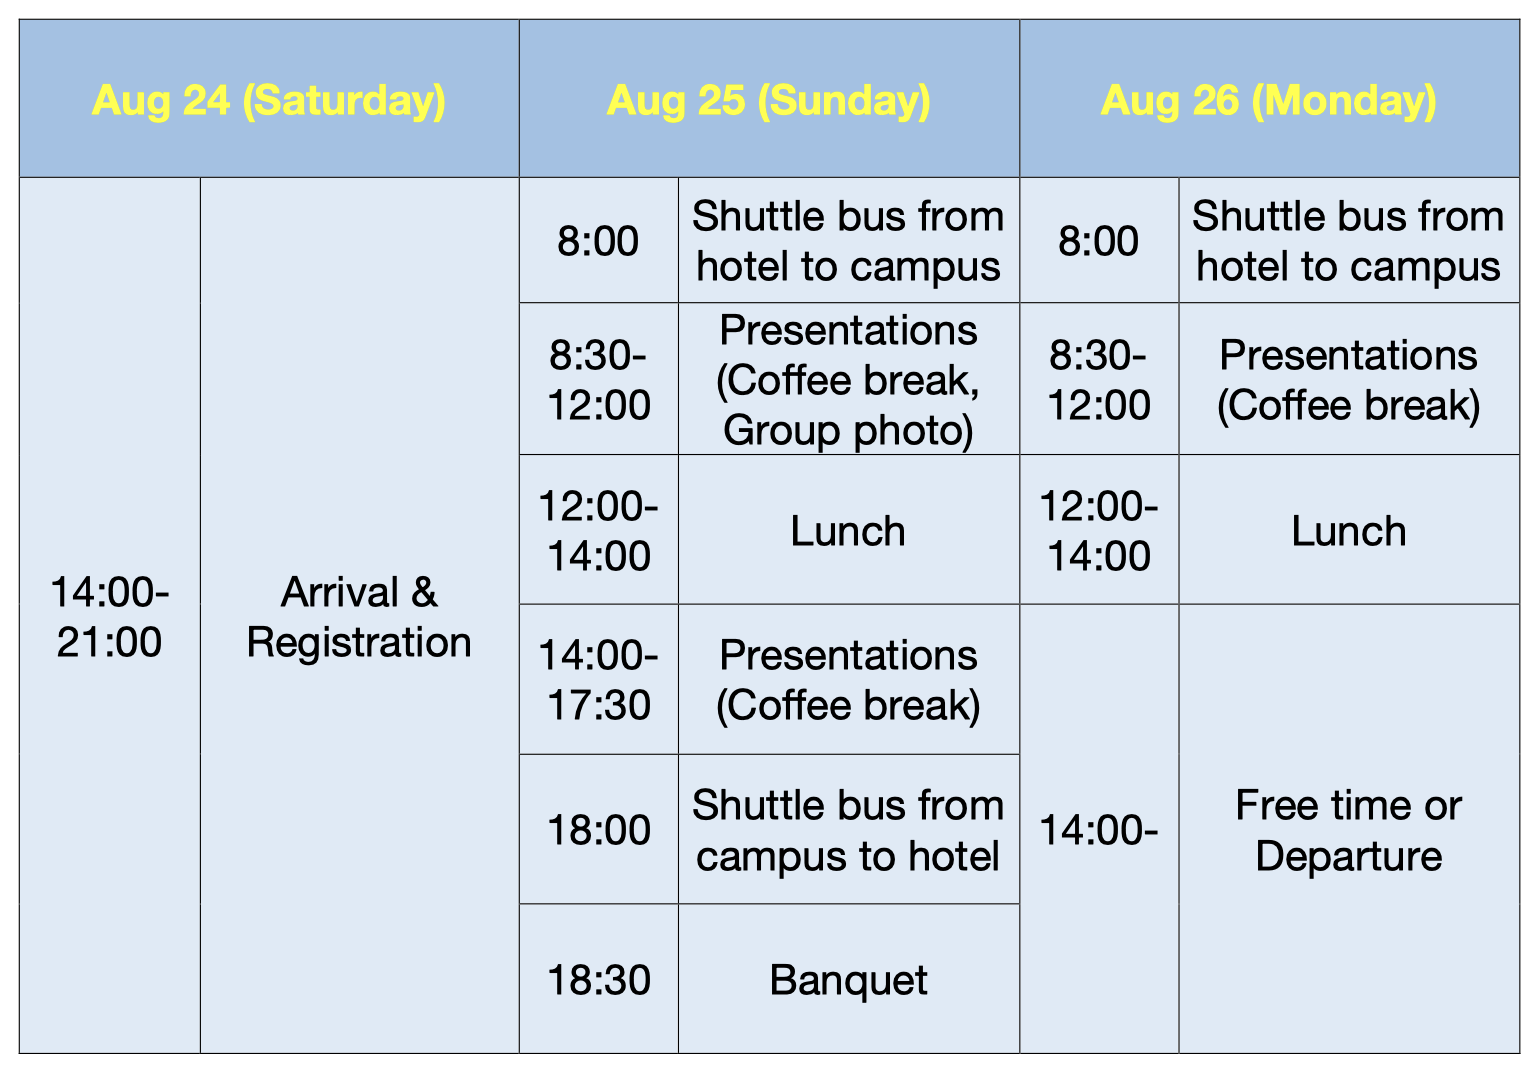 Aug 24 (Saturday)
Aug 25 (Sunday)
Aug 26 (Monday)
14:00-
21:00
Arrival &
Registration
8:00
Shuttle bus from
hotel to campus
8:30-
12:00
Presentations
(Coffee break,
Group photo)
12:00-
14:00
Lunch
14:00-
17:30
Presentations
(Coffee break)
18:00
Shuttle bus from
campus to hotel
18:30
Banquet
8:00
Shuttle bus from
hotel to campus
8:30-
12:00
Presentations
(Coffee break)
12:00-
14:00
Lunch
14:00-
Free time or
Departure